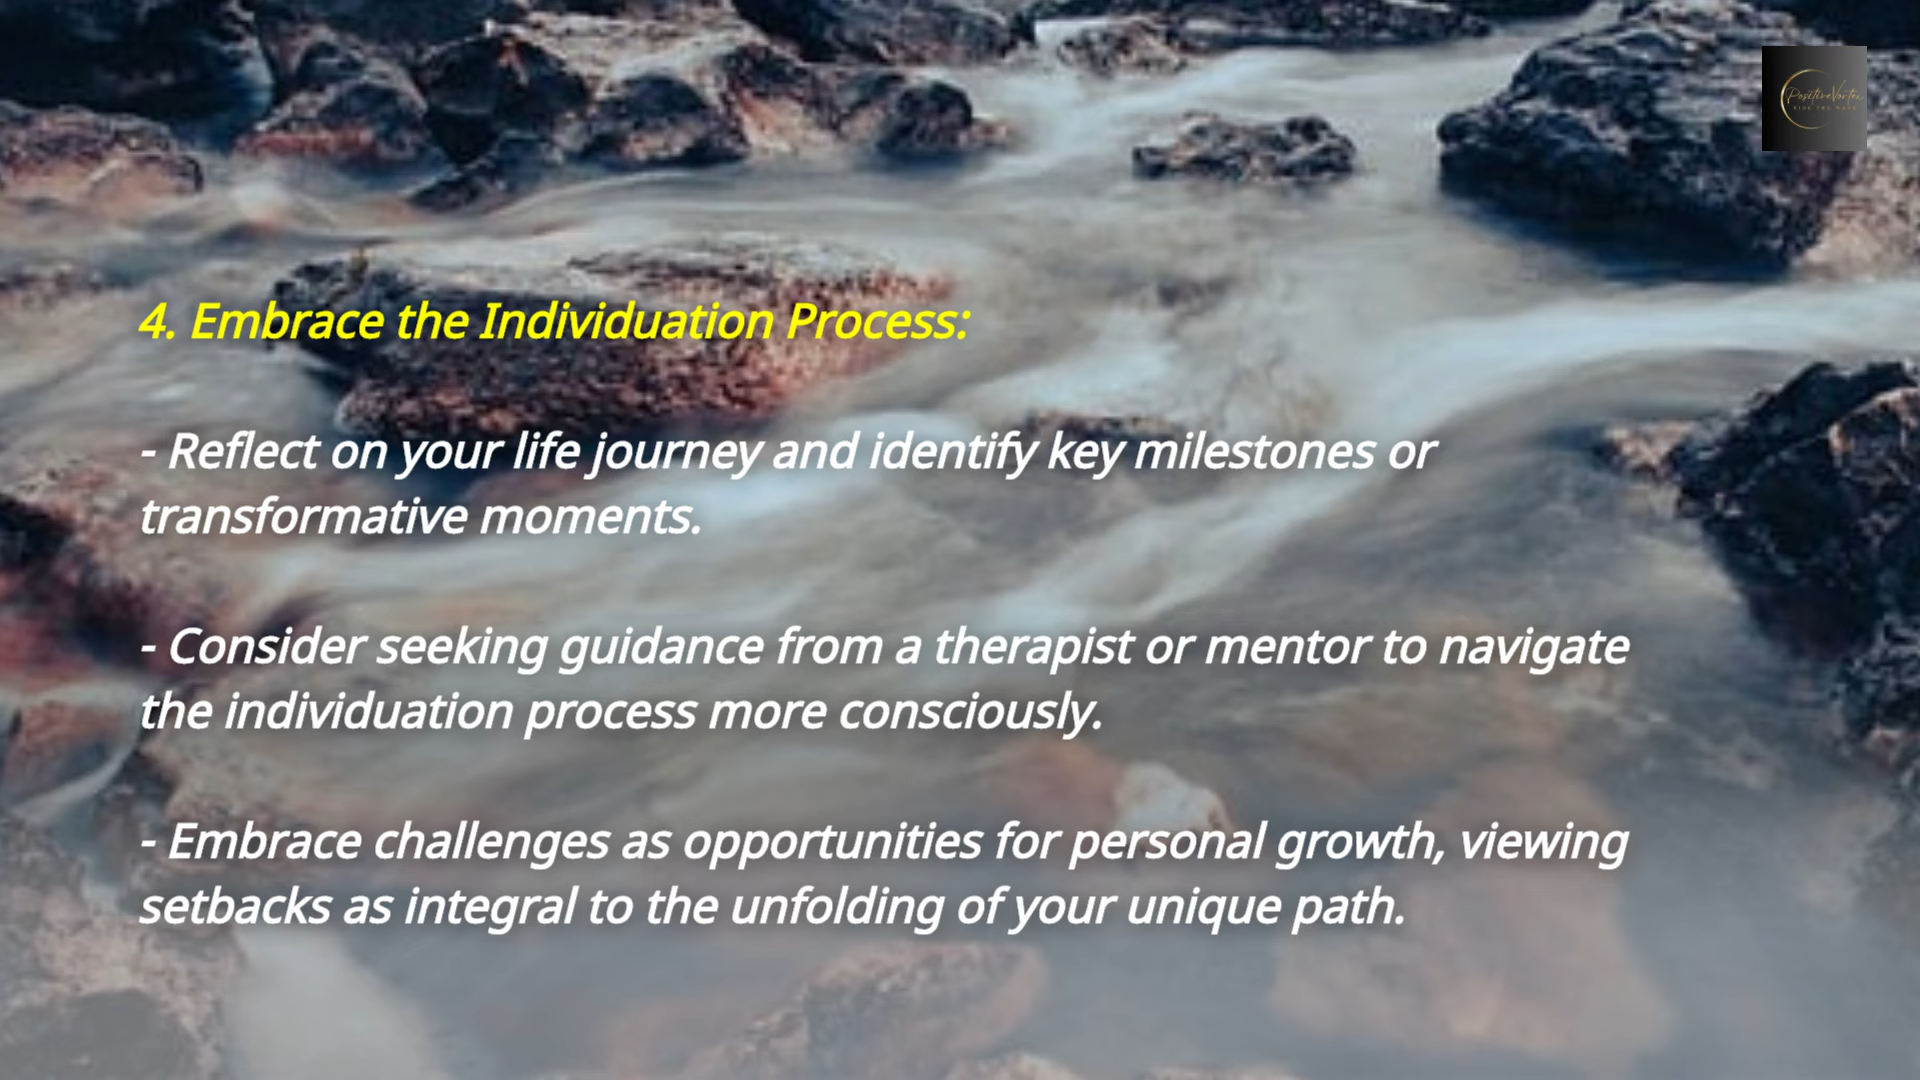 PositiveVortex
4. Embrace the Individuation Process:
- Reflect on your life journey and identify key milestones or
transformative moments.
- Consider seeking guidance from a therapist or mentor to navigate
the individuation process more consciously.
- Embrace challenges as opportunities for personal growth, viewing
setbacks as integral to the unfolding of your unique path.